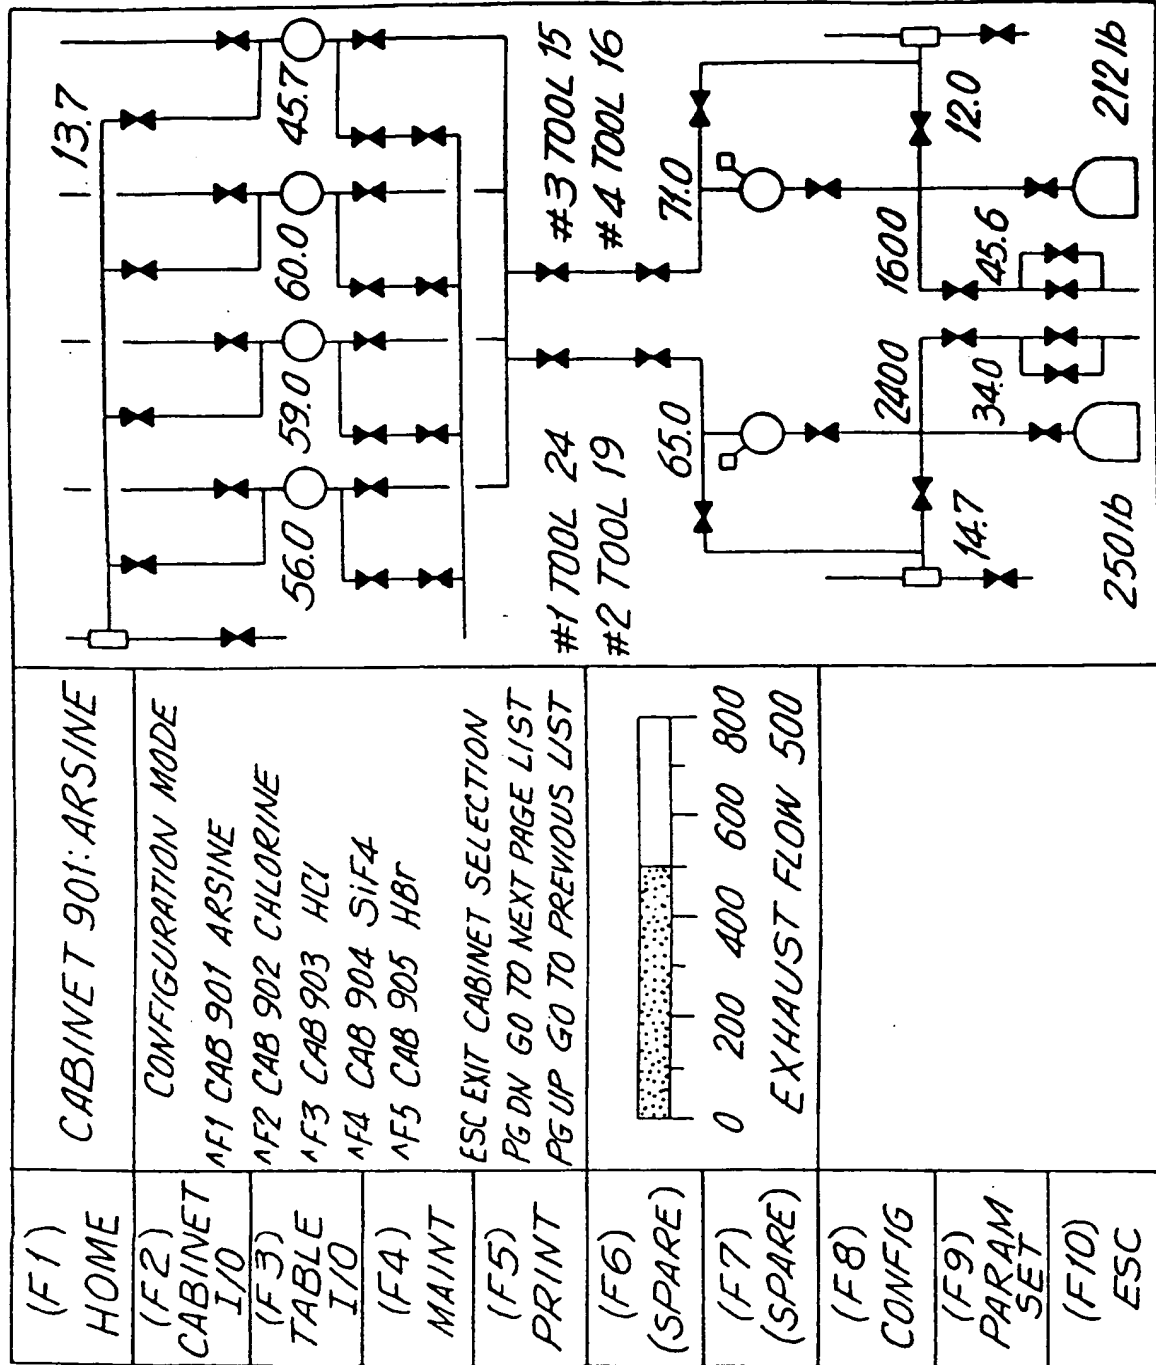 (F1)
HOME
(F2)
CABINET
I/O
(F3)
TABLE
I/O
(F4)
MAINT
(F5)
PRINT
(F6)
(SPARE)
(F7)
(SPARE)
(F8)
CONFIG
(F9)
PARAM
SET
(F10)
ESC
CABINET 901: ARSINE
CONFIGURATION MODE
^F1 CAB 901 ARSINE
^F2 CAB 902 CHLORINE
^F3 CAB 903 HCl
^F4 CAB 904 SiF4
^F5 CAB 905 HBr
ESC EXIT CABINET SELECTION
PG DN GO TO NEXT PAGE LIST
PG UP GO TO PREVIOUS LIST
0 200 400 600 800
EXHAUST FLOW 500
13.7
56.0 59.0 60.0 45.7
#1 TOOL 24 #3 TOOL 15
#2 TOOL 19 #4 TOOL 16
65.0 71.0
2400 1600
14.7 34.0 45.6 12.0
250 lb 212 lb